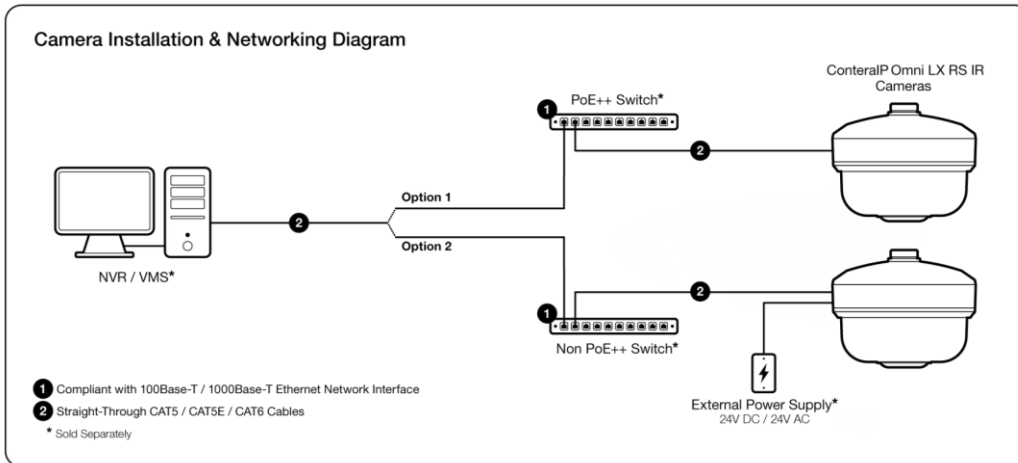 Camera Installation & Networking Diagram
ConteraIP Omni LX RS IR
Cameras
1
PoE++ Switch*
2
Option 1
2
Option 2
NVR / VMS*
2
1
Non PoE++ Switch*
External Power Supply*
24V DC / 24V AC
1 Compliant with 100Base-T / 1000Base-T Ethernet Network Interface
2 Straight-Through CAT5 / CAT5E / CAT6 Cables
* Sold Separately